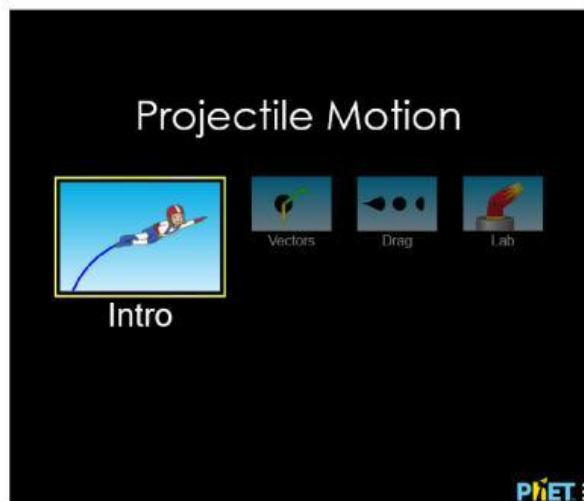 Projectile Motion
Intro
Vectors
Drag
Lab
PhET